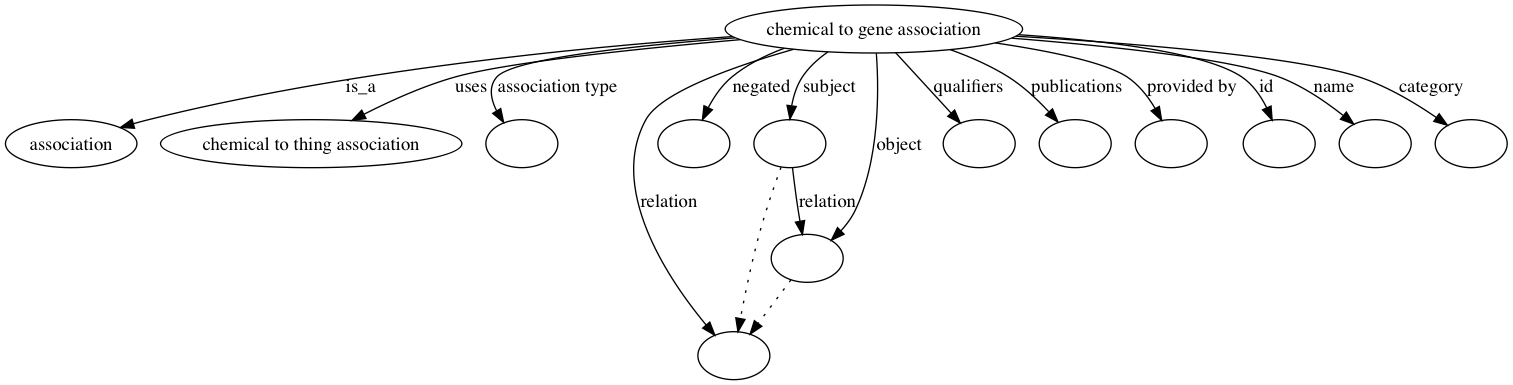 chemical to gene association
is_a
uses
association type
negated
subject
qualifiers
publications
provided by
id
name
category
association
chemical to thing association
object
relation
relation